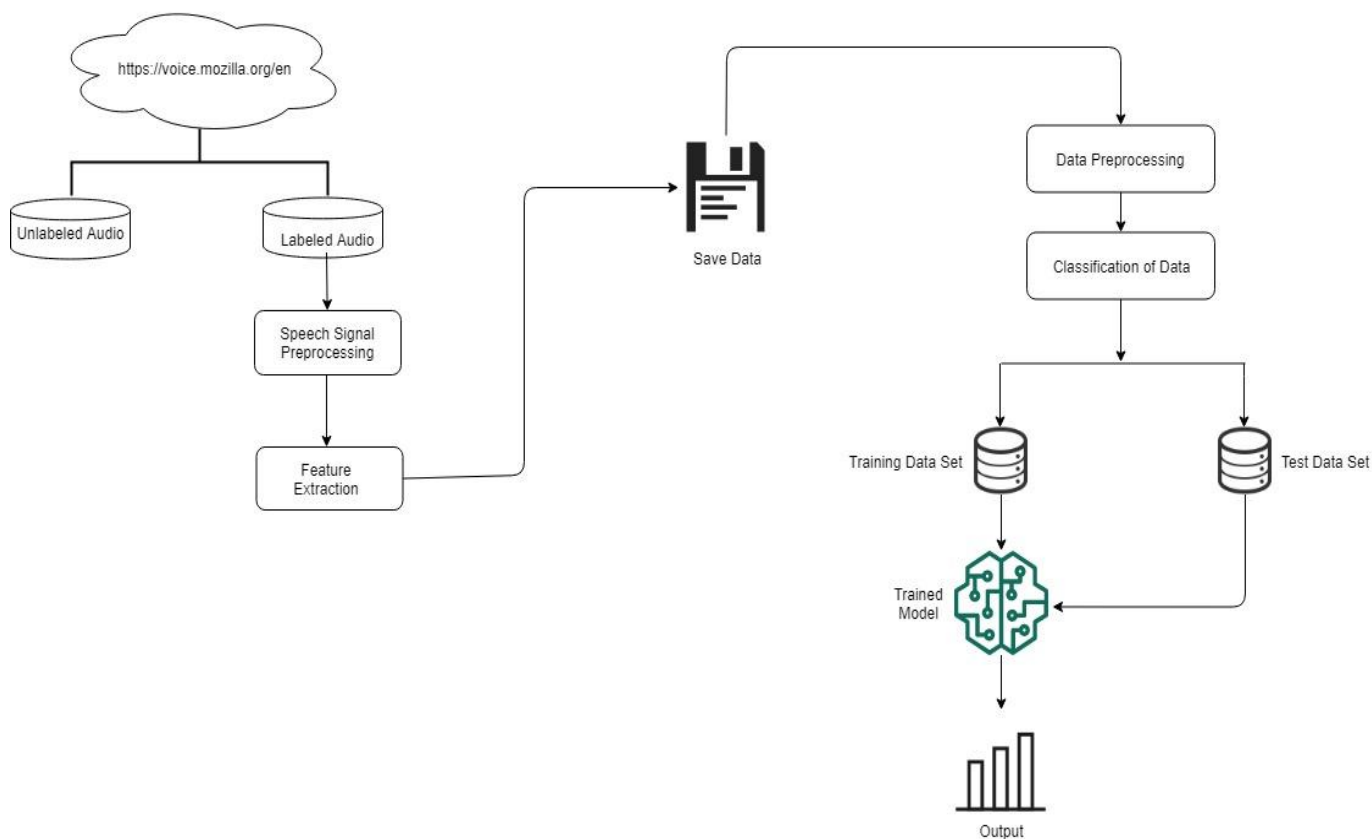 https://voice.mozilla.org/en
Unlabeled Audio
Labeled Audio
Speech Signal
Preprocessing
Feature
Extraction
Save Data
Data Preprocessing
Classification of Data
Training Data Set
Test Data Set
Trained
Model
Output